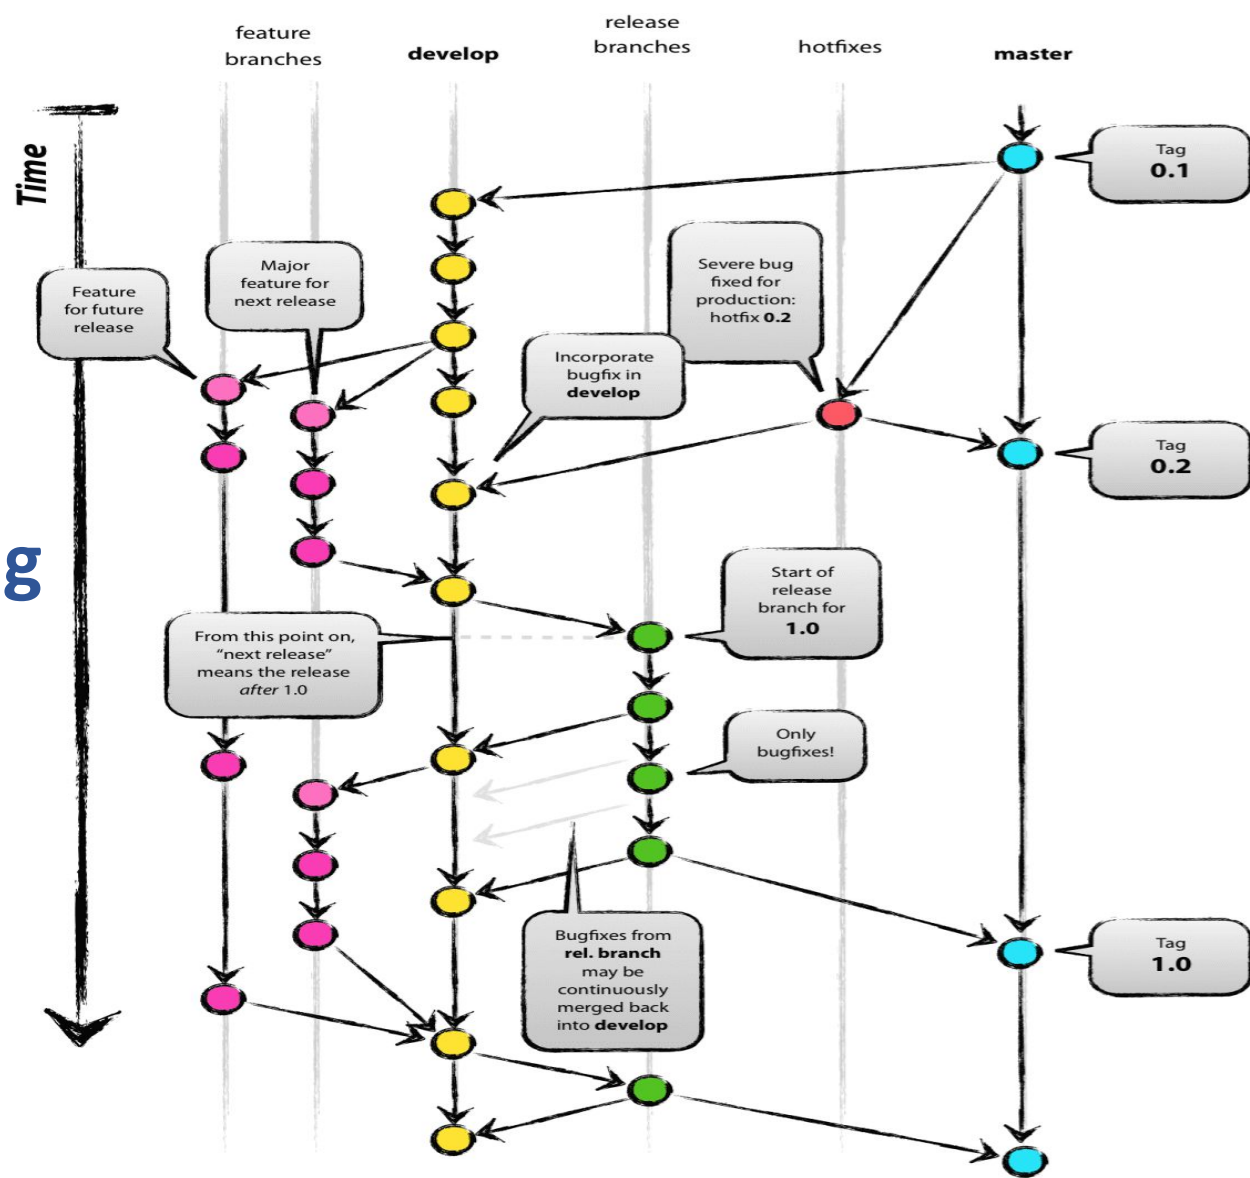 feature
branches
develop
release
branches
hotfixes
master
Time
Tag
0.1
Major
feature for
next release
Severe bug
fixed for
production:
hotfix 0.2
Feature
for future
release
Incorporate
bugfix in
develop
Tag
0.2
g
Start of
release
branch for
1.0
From this point on,
“next release”
means the release
after 1.0
Only
bugfixes!
Bugfixes from
rel. branch
may be
continuously
merged back
into develop
Tag
1.0